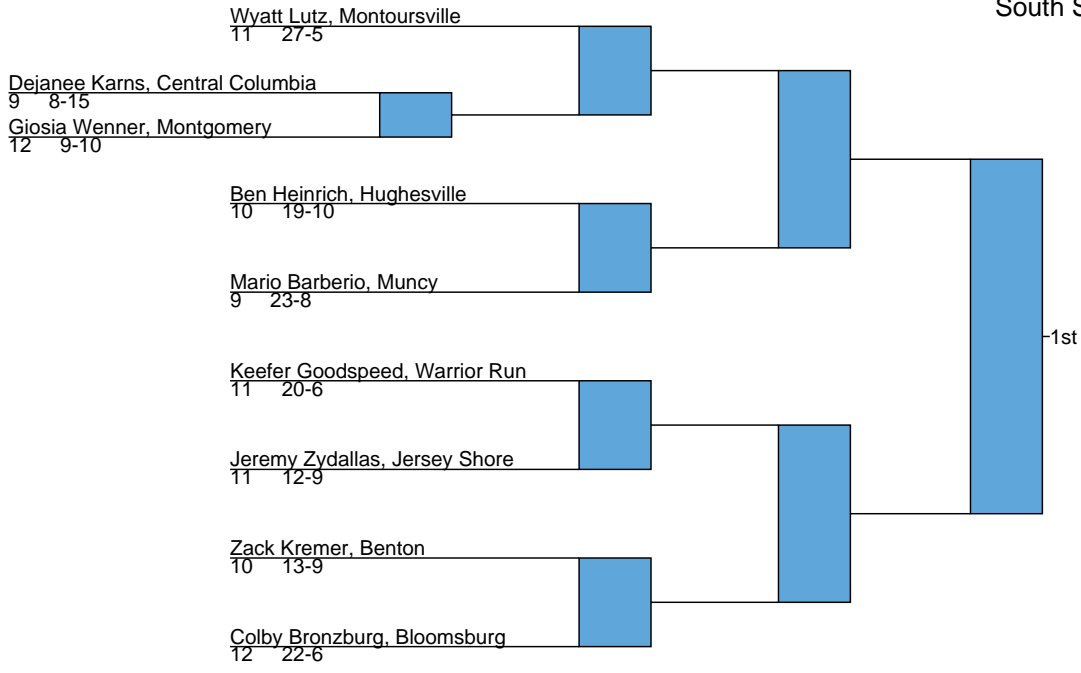 South S
Wyatt Lutz, Montoursville
11 27-5
Dejanee Karns, Central Columbia
9 8-15
Giosia Wenner, Montgomery
12 9-10
Ben Heinrich, Hughesville
10 19-10
Mario Barberio, Muncy
9 23-8
1st
Keefer Goodspeed, Warrior Run
11 20-6
Jeremy Zydallas, Jersey Shore
11 12-9
Zack Kremer, Benton
10 13-9
Colby Bronzburg, Bloomsburg
12 22-6